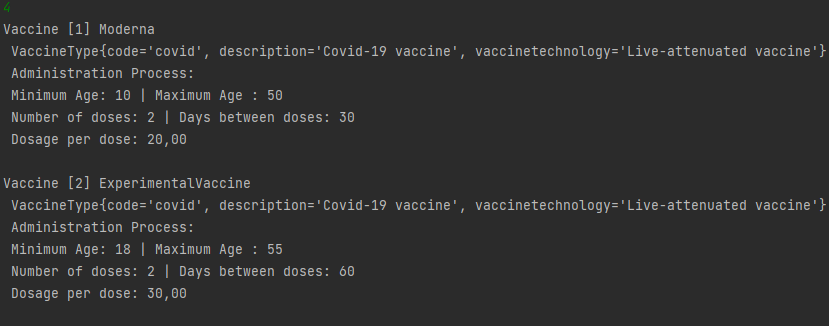 4
Vaccine [1] Moderna
VaccineType{code='covid', description='Covid-19 vaccine', vaccinetechnology='Live-attenuated vaccine'}
Administration Process:
Minimum Age: 10 | Maximum Age : 50
Number of doses: 2 | Days between doses: 30
Dosage per dose: 20,00
Vaccine [2] ExperimentalVaccine
VaccineType{code='covid', description='Covid-19 vaccine', vaccinetechnology='Live-attenuated vaccine'}
Administration Process:
Minimum Age: 18 | Maximum Age : 55
Number of doses: 2 | Days between doses: 60
Dosage per dose: 30,00